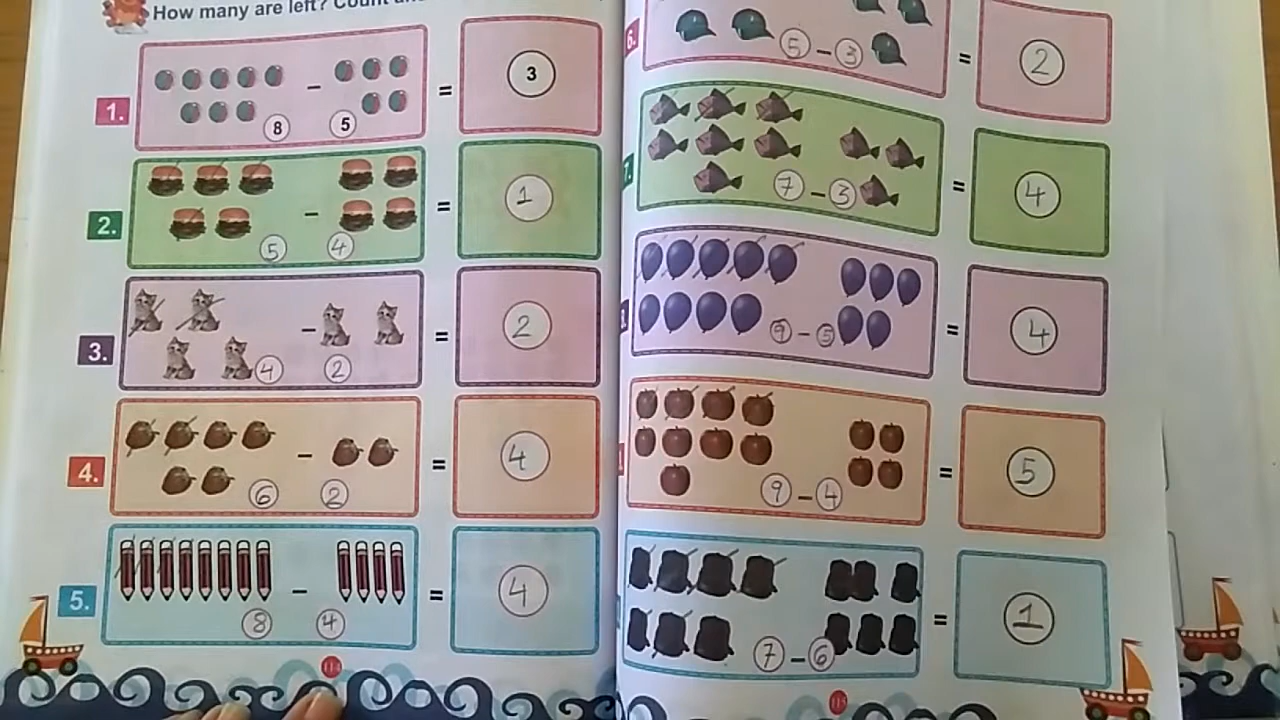 How many are left? Count
1. 8 - 5 = 3
2. 5 - 4 = 1
3. 4 - 2 = 2
4. 6 - 2 = 4
5. 8 - 4 = 4
6. 5 - 3 = 2
7. 7 - 3 = 4
9 - 5 = 4
9 - 4 = 5
7 - 6 = 1